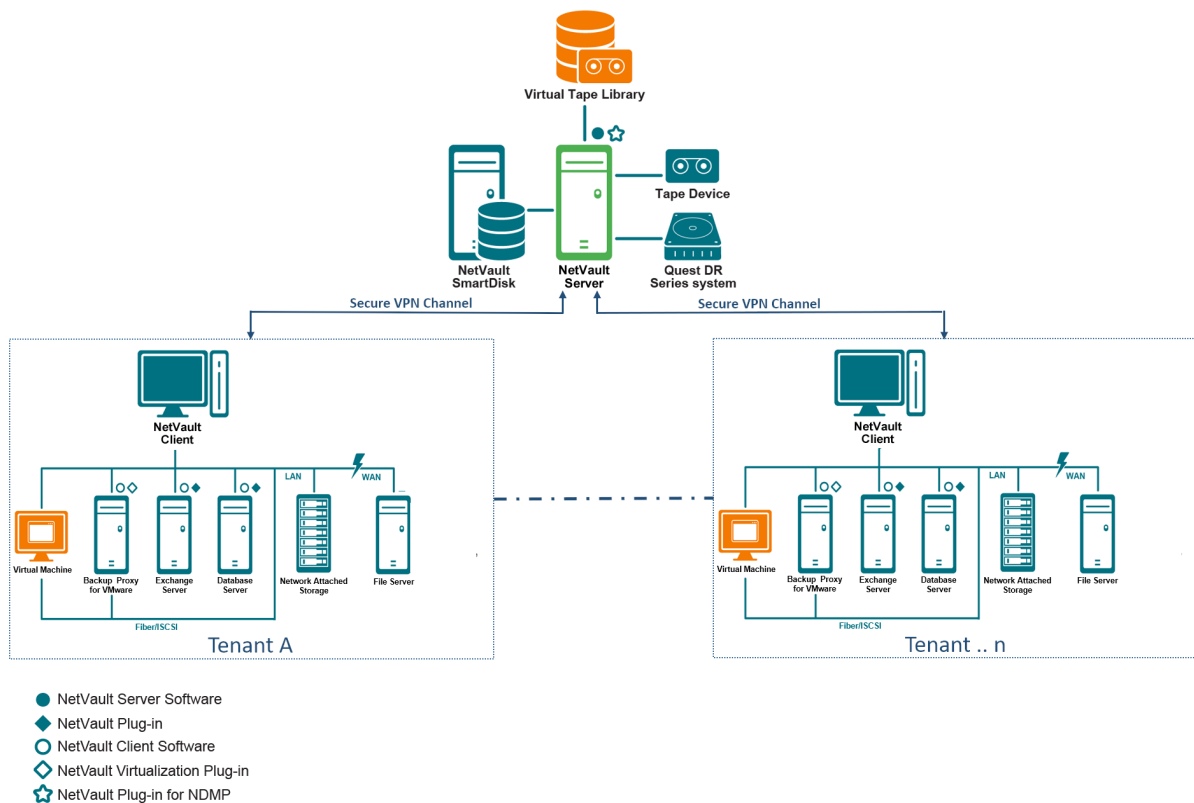 Virtual Tape Library
Tape Device
NetVault
SmartDisk
NetVault
Server
Quest DR
Series system
Secure VPN Channel
Secure VPN Channel
NetVault
Client
LAN
WAN
Virtual Machine
Backup Proxy
for VMware
Exchange
Server
Database
Server
Network Attached
Storage
File Server
Fiber/ISCSI
Tenant A
NetVault
Client
LAN
WAN
Virtual Machine
Backup Proxy
for VMware
Exchange
Server
Database
Server
Network Attached
Storage
File Server
Fiber/ISCSI
Tenant .. n
NetVault Server Software
NetVault Plug-in
NetVault Client Software
NetVault Virtualization Plug-in
NetVault Plug-in for NDMP